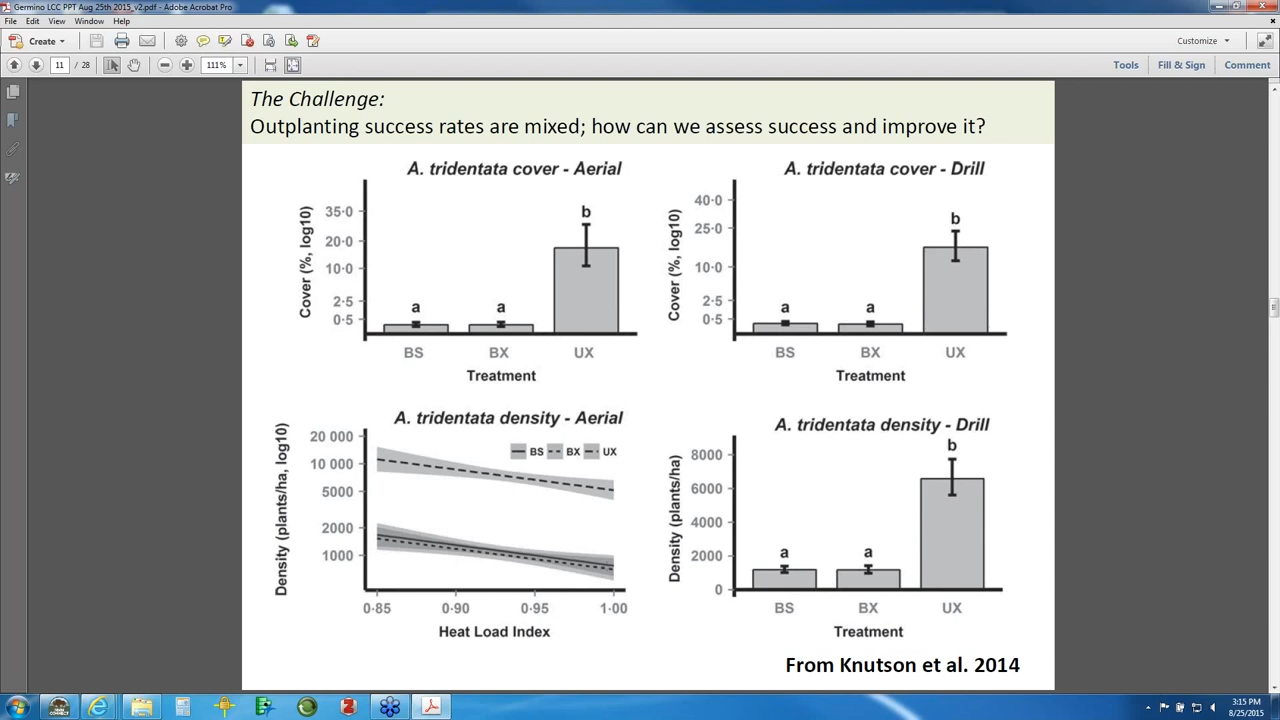 Germino LCC PPT Aug 25th 2015_v2.pdf - Adobe Acrobat Pro
File Edit View Window Help
Create
Customize
11 / 28
111%
Tools Fill & Sign Comment
The Challenge:
Outplanting success rates are mixed; how can we assess success and improve it?
A. tridentata cover - Aerial
Cover (%, log10)
35·0
20·0
10·0
2·5
0·5
a a b
BS BX UX
Treatment
A. tridentata cover - Drill
Cover (%, log10)
40·0
25·0
10·0
2·5
0·5
a a b
BS BX UX
Treatment
A. tridentata density - Aerial
Density (plants/ha, log10)
20 000
10 000
5000
2000
1000
BS BX UX
0·85 0·90 0·95 1·00
Heat Load Index
A. tridentata density - Drill
Density (plants/ha)
8000
6000
4000
2000
0
a a b
BS BX UX
Treatment
From Knutson et al. 2014
3:15 PM
8/25/2015